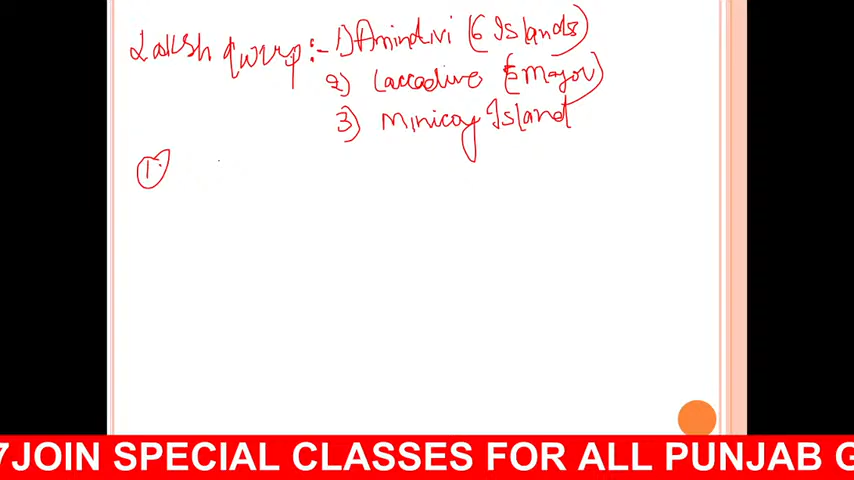 Lakshdweep :- 1) Amindivi (6 Islands)
2) Laccadive (5 Major)
3) Minicoy Island
1.
7JOIN SPECIAL CLASSES FOR ALL PUNJAB G